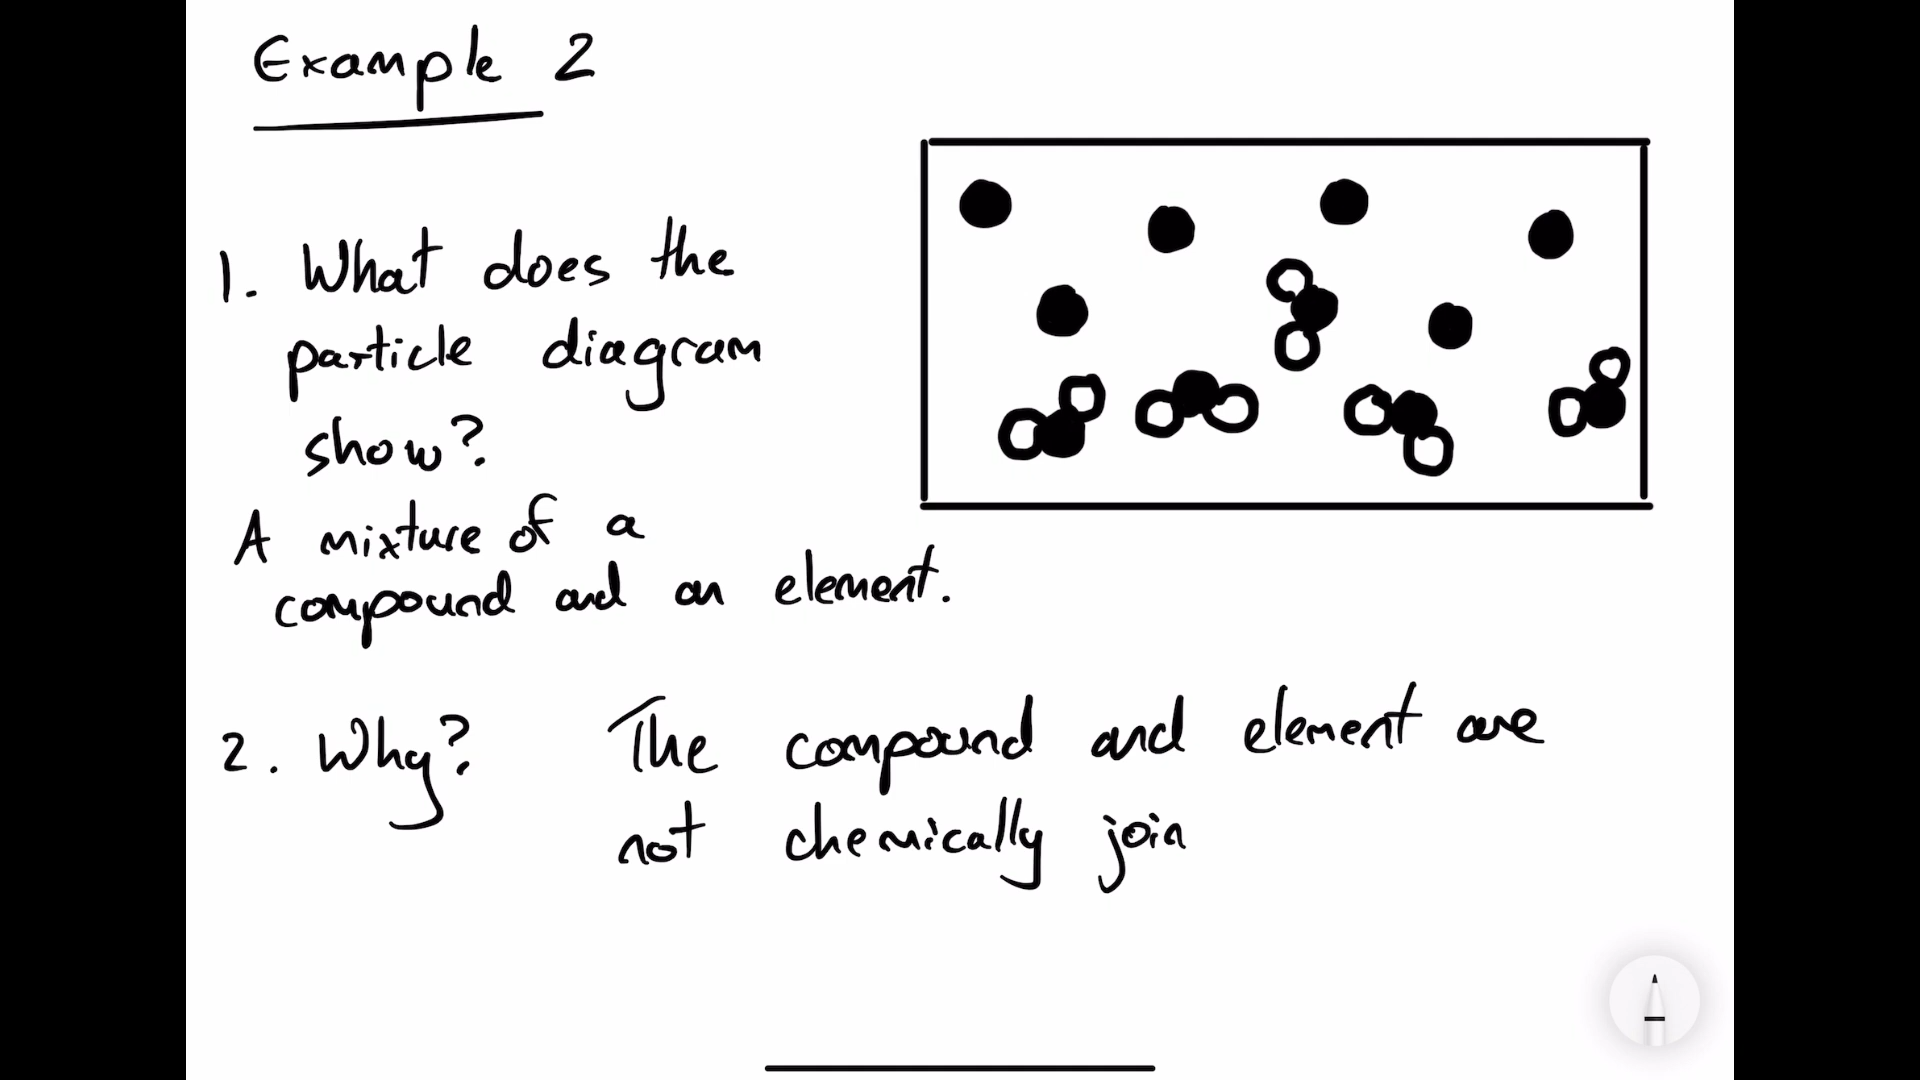 Example 2
1. What does the
particle diagram
show?
A mixture of a
compound and an element.
2. Why? The compound and element are
not chemically join